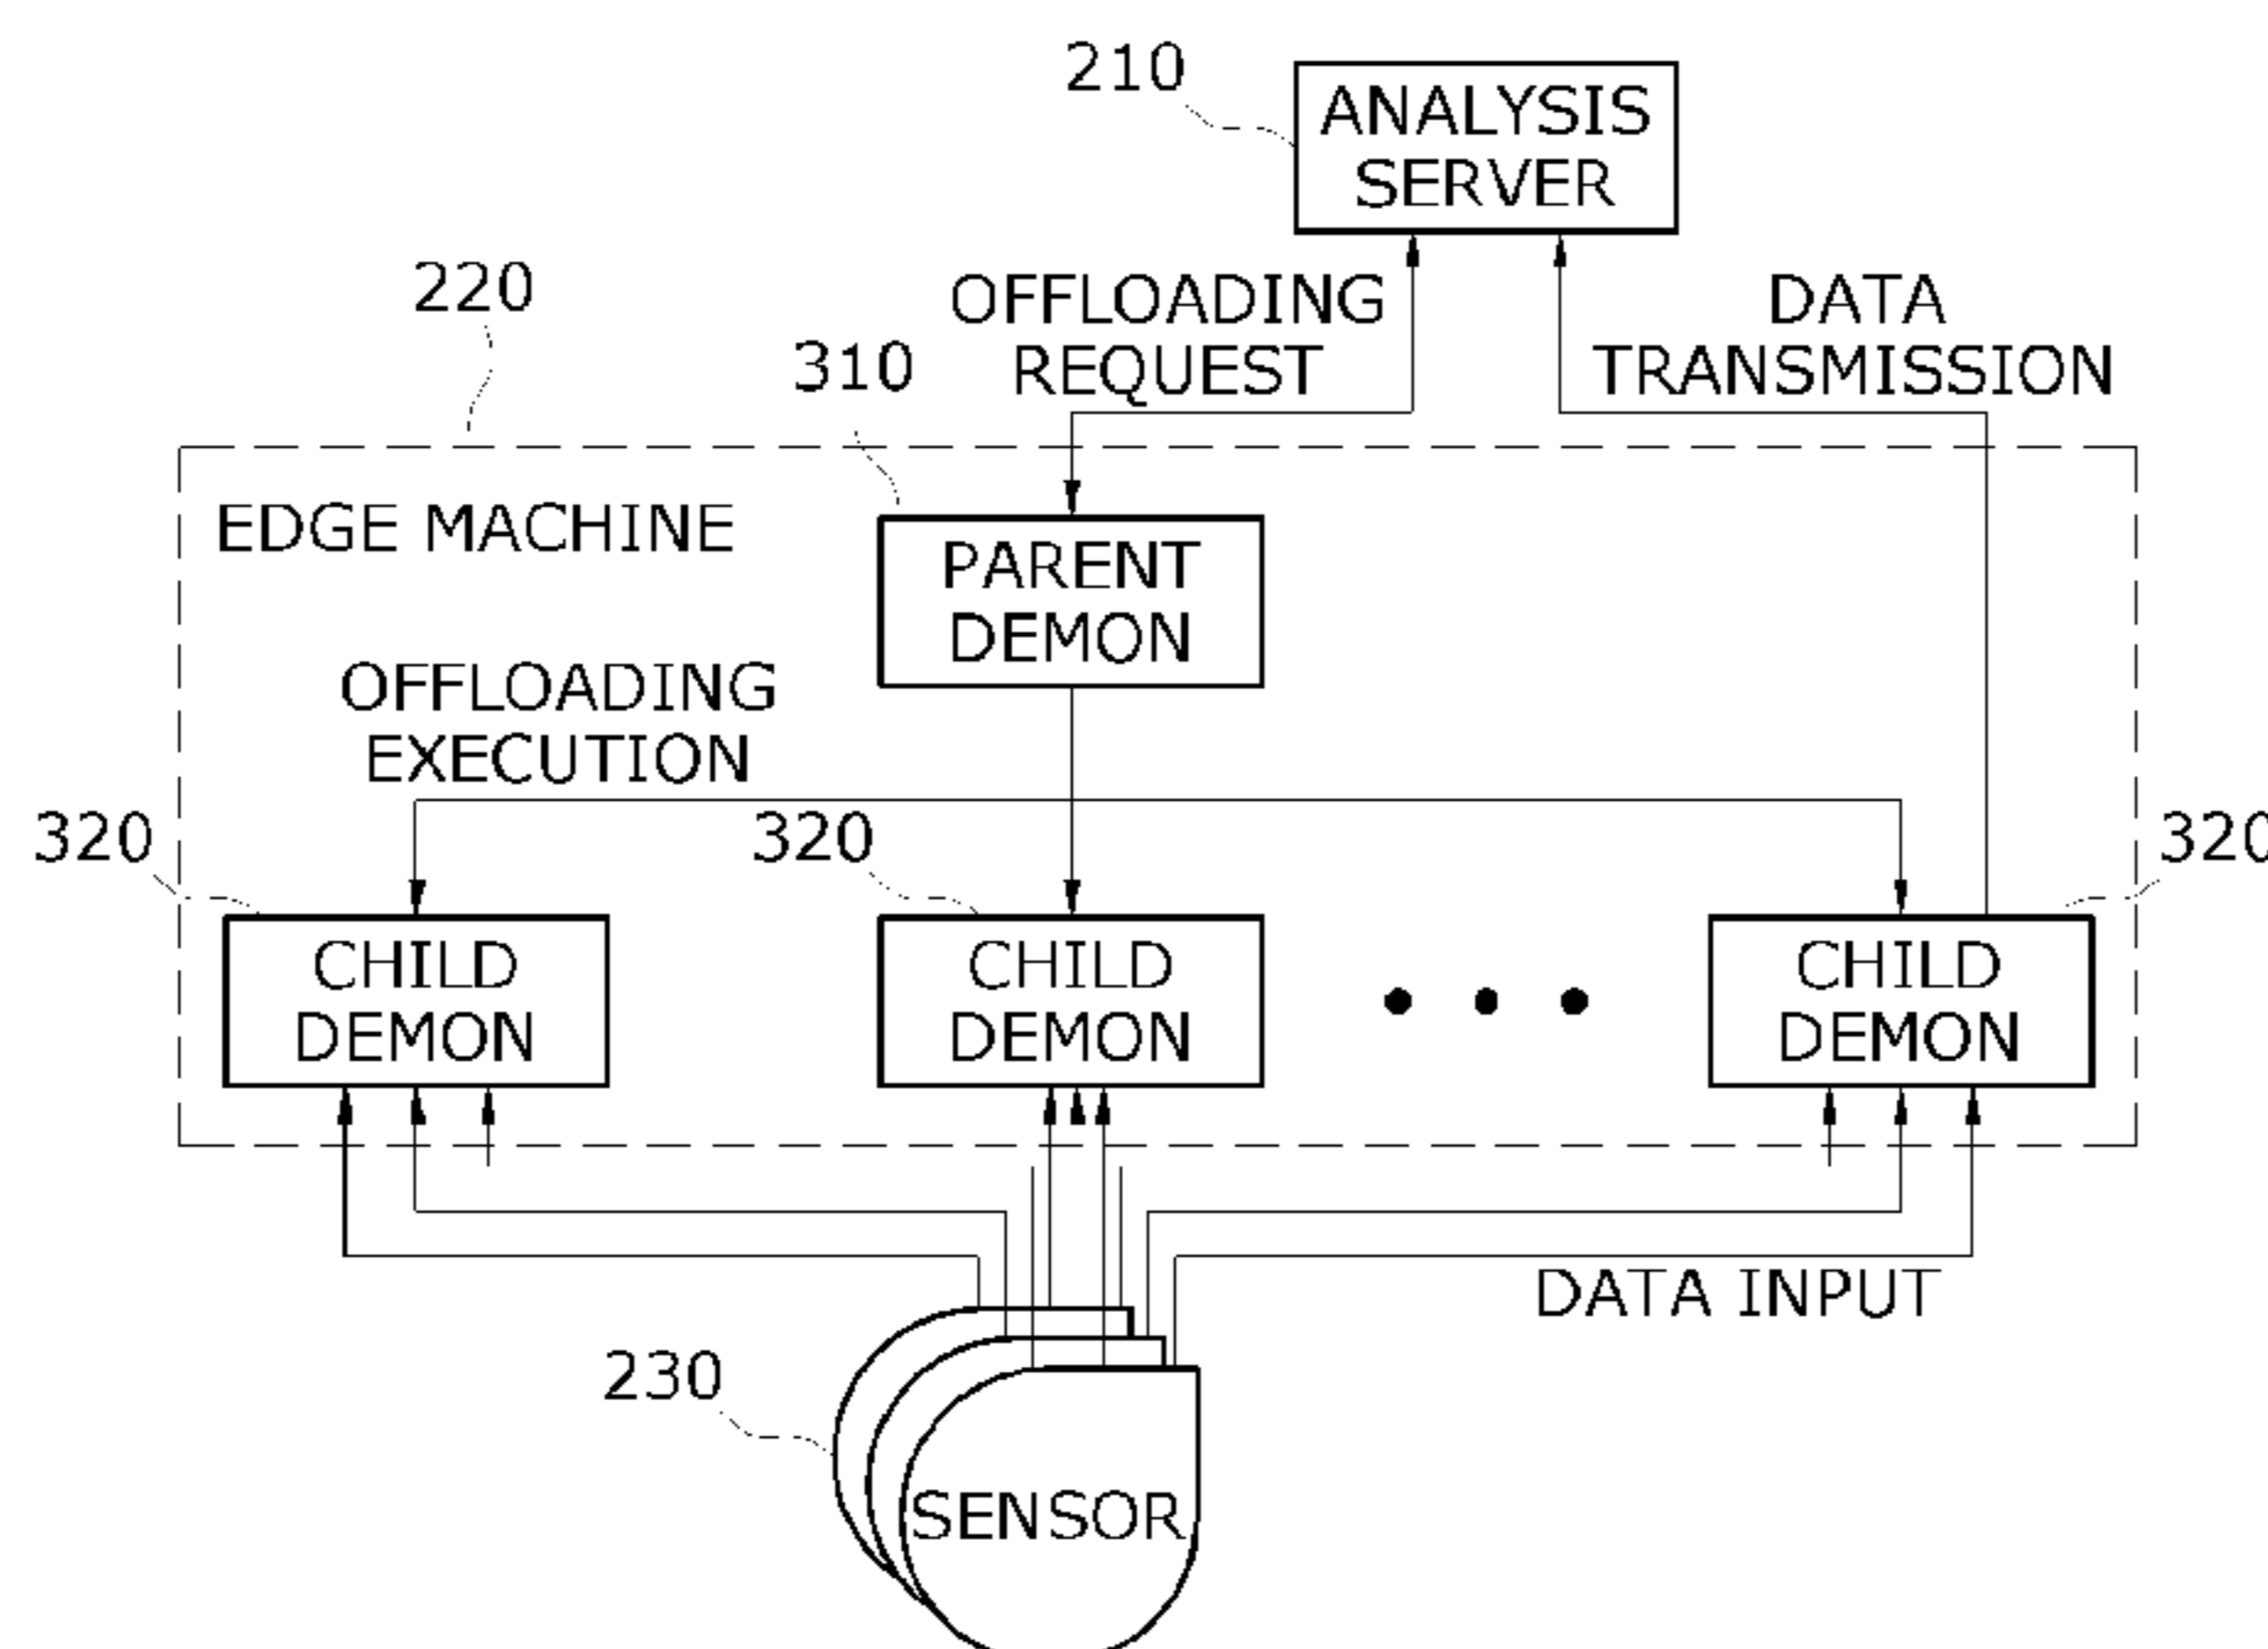 210
ANALYSIS
SERVER
220
OFFLOADING
REQUEST
DATA
TRANSMISSION
310
EDGE MACHINE
PARENT
DEMON
OFFLOADING
EXECUTION
320
320
320
CHILD
DEMON
CHILD
DEMON
CHILD
DEMON
DATA INPUT
230
SENSOR